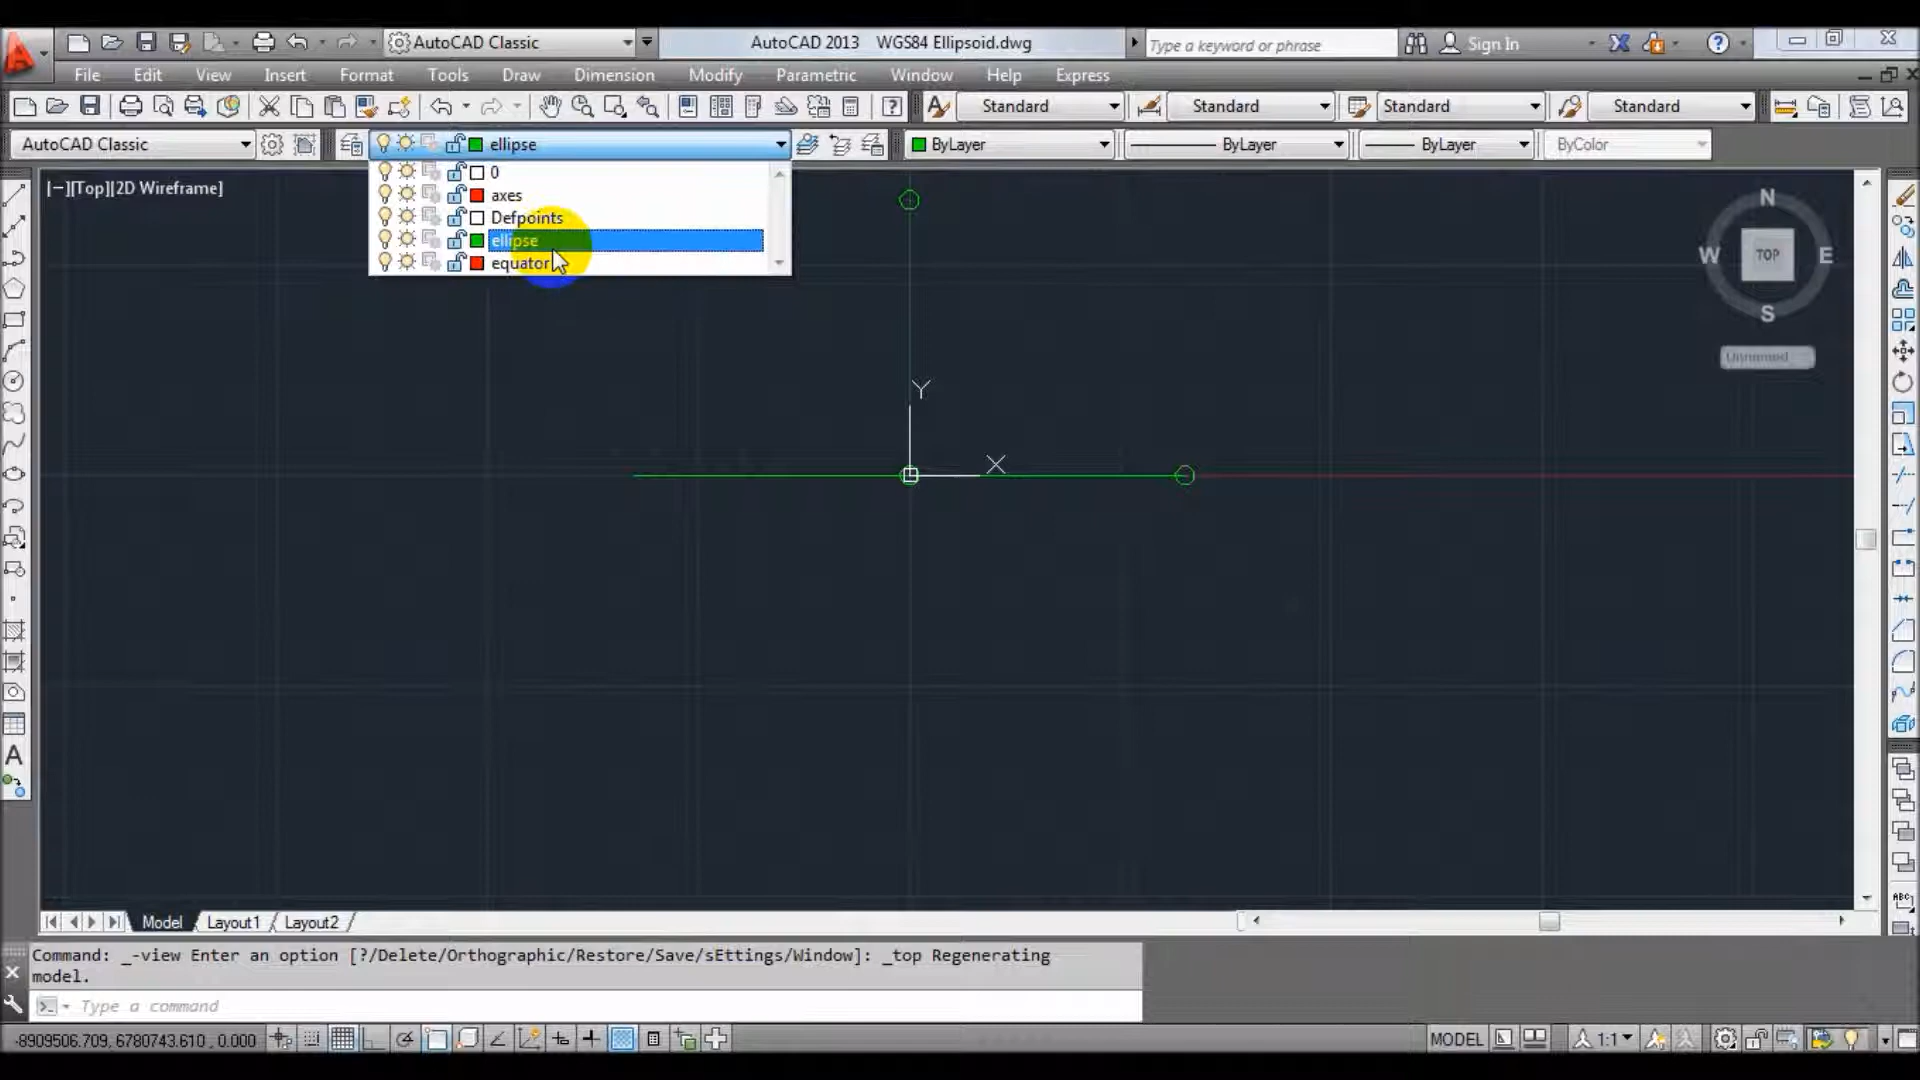 AutoCAD Classic
AutoCAD 2013 WGS84 Ellipsoid.dwg
Type a keyword or phrase
Sign In
File Edit View Insert Format Tools Draw Dimension Modify Parametric Window Help Express
Standard Standard Standard Standard
AutoCAD Classic ellipse ByLayer ByLayer ByLayer ByColor
0
axes
Defpoints
ellipse
equator
[−][Top][2D Wireframe]
N
W TOP E
S
Unnamed
Y
X
Model Layout1 Layout2
Command: _-view Enter an option [?/Delete/Orthographic/Restore/Save/sEttings/Window]: _top Regenerating
model.
Type a command
A
ABC
-8909506.709, 6780743.610 , 0.000
MODEL
1:1